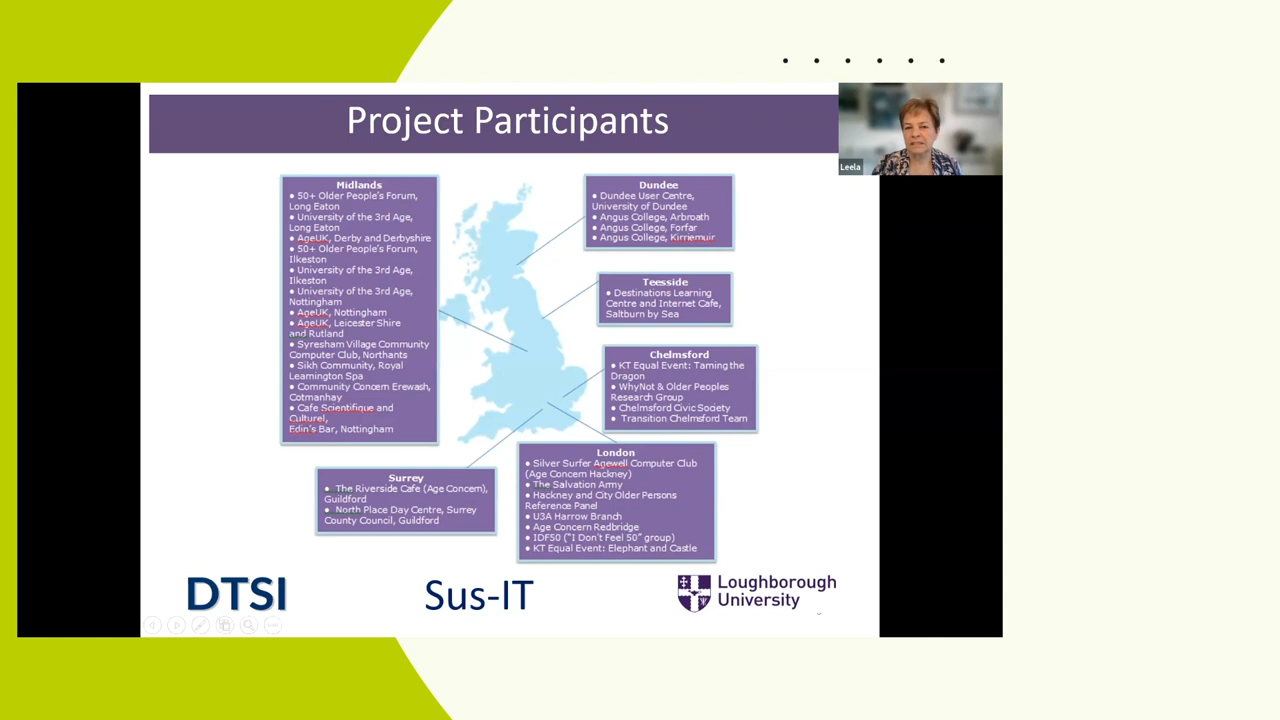 Project Participants
Leela
Midlands
● 50+ Older People's Forum,
Long Eaton
● University of the 3rd Age,
Long Eaton
● AgeUK, Derby and Derbyshire
● 50+ Older People's Forum,
Ilkeston
● University of the 3rd Age,
Ilkeston
● University of the 3rd Age,
Nottingham
● AgeUK, Nottingham
● AgeUK, Leicester Shire
and Rutland
● Syresham Village Community
Computer Club, Northants
● Sikh Community, Royal
Leamington Spa
● Community Concern Erewash,
Cotmanhay
● Cafe Scientifique and
Culturel,
Edin's Bar, Nottingham
Dundee
● Dundee User Centre,
University of Dundee
● Angus College, Arbroath
● Angus College, Forfar
● Angus College, Kirriemuir
Teesside
● Destinations Learning
Centre and Internet Cafe,
Saltburn by Sea
Chelmsford
● KT Equal Event: Taming the
Dragon
● WhyNot & Older Peoples
Research Group
● Chelmsford Civic Society
● Transition Chelmsford Team
Surrey
● The Riverside Cafe (Age Concern),
Guildford
● North Place Day Centre, Surrey
County Council, Guildford
London
● Silver Surfer Agewell Computer Club
(Age Concern Hackney)
● The Salvation Army
● Hackney and City Older Persons
Reference Panel
● U3A Harrow Branch
● Age Concern Redbridge
● IDF50 ("I Don't Feel 50" group)
● KT Equal Event: Elephant and Castle
DTSI
Sus-IT
Loughborough
University